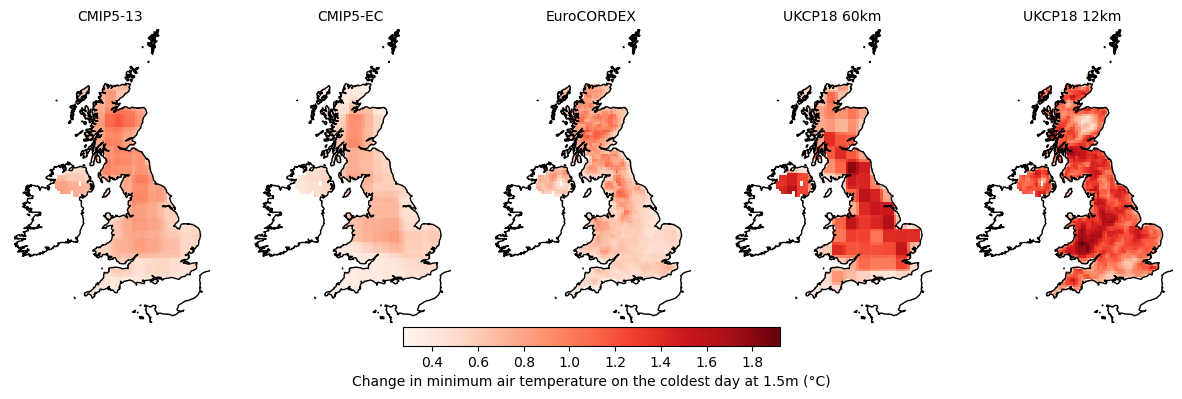 CMIP5-13 CMIP5-EC EuroCORDEX UKCP18 60km UKCP18 12km
0.4 0.6 0.8 1.0 1.2 1.4 1.6 1.8
Change in minimum air temperature on the coldest day at 1.5m (°C)